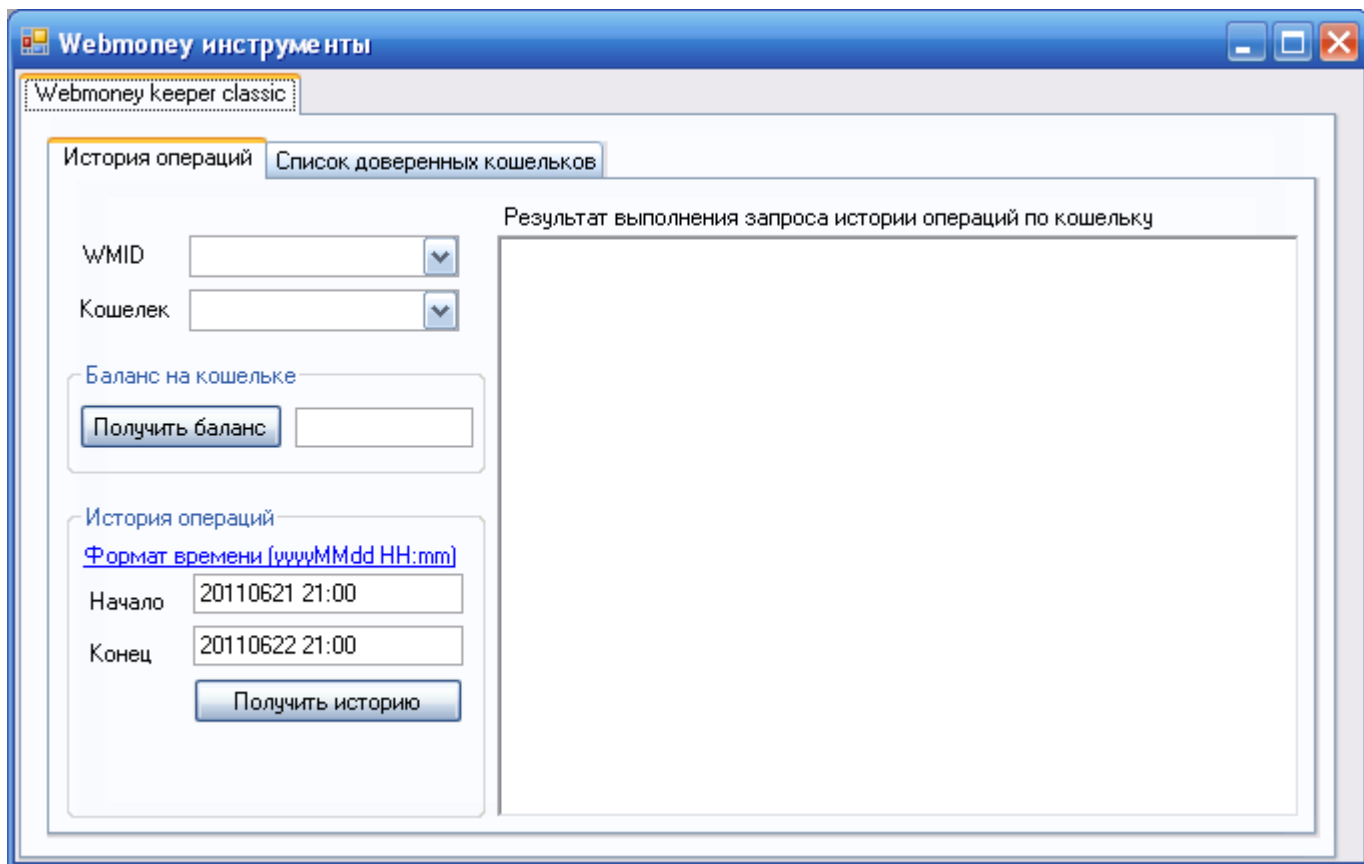 Webmoney инструменты
Webmoney keeper classic
История операций
Список доверенных кошельков
Результат выполнения запроса истории операций по кошельку
WMID
Кошелек
Баланс на кошельке
Получить баланс
История операций
Формат времени (yyyyMMdd HH:mm)
Начало 20110621 21:00
Конец 20110622 21:00
Получить историю